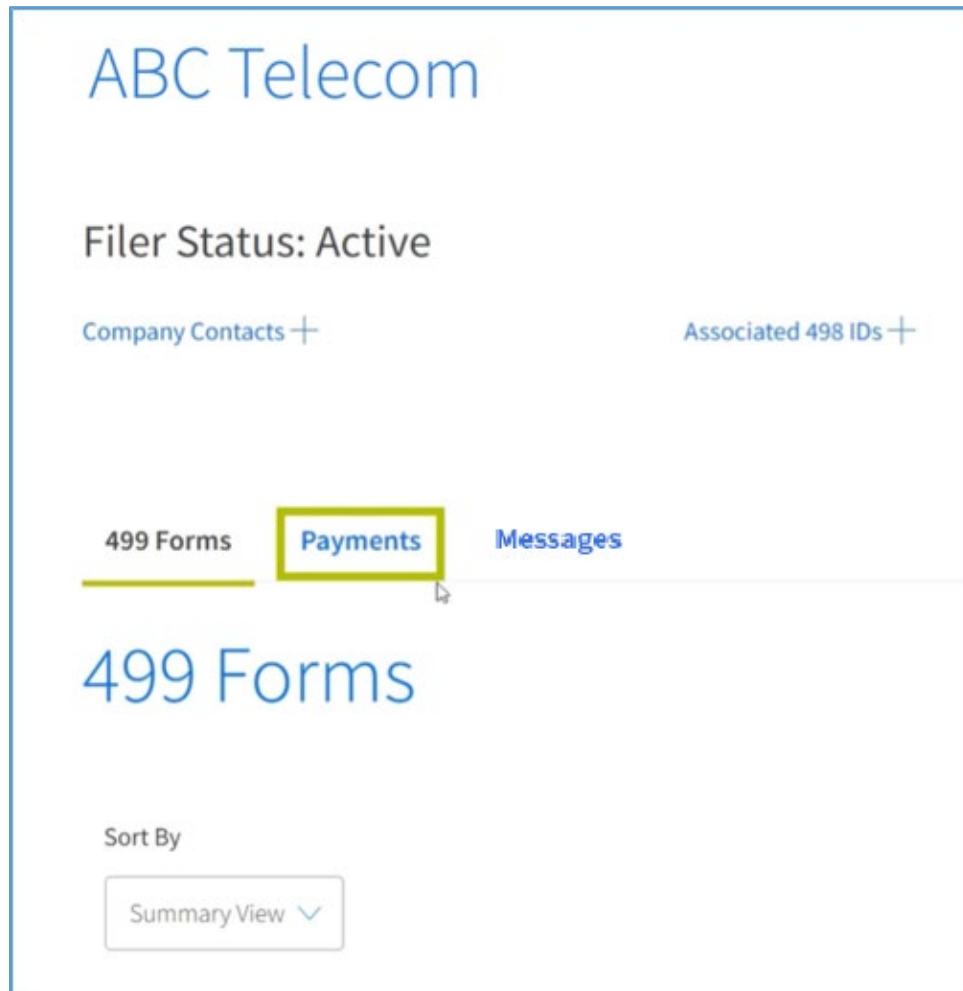 ABC Telecom
Filer Status: Active
Company Contacts
Associated 498 IDs
499 Forms Payments Messages
499 Forms
Sort By
Summary View